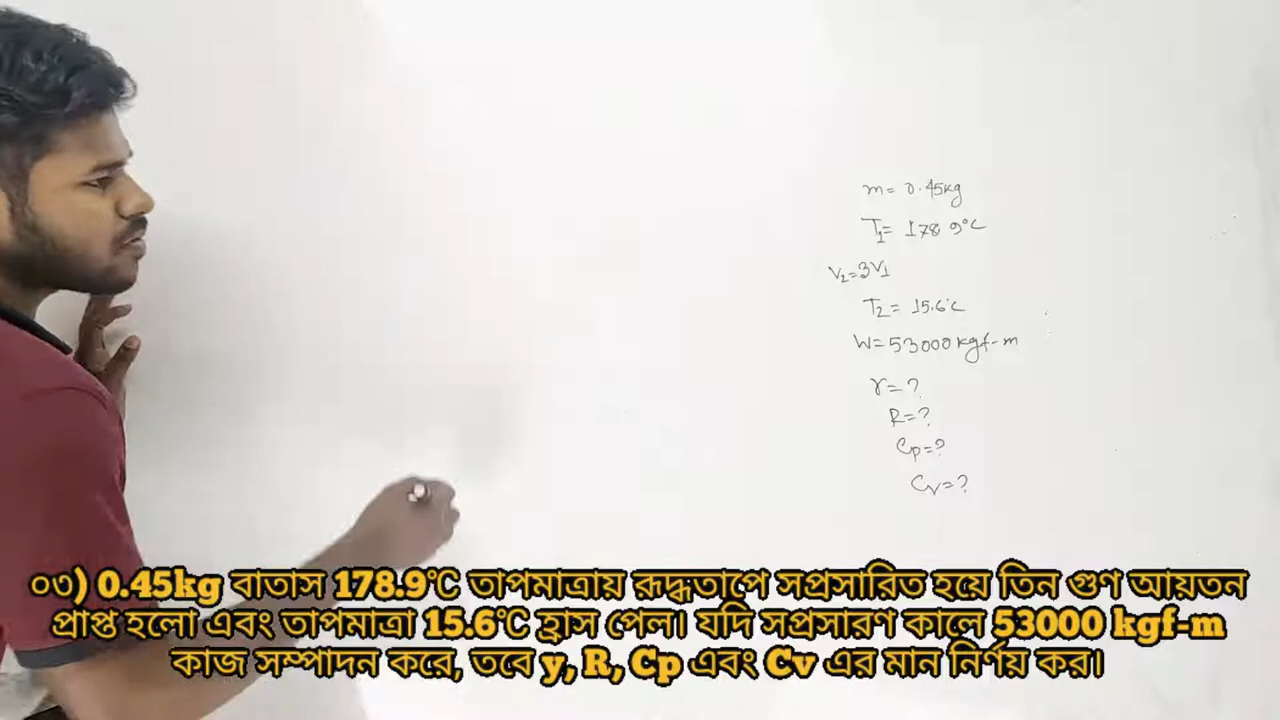 m = 0.45kg
T₁ = 178 9°C
V₂=3V₁
T₂ = 15.6°C
W=53000 kgf-m
γ = ?
R = ?
Cp = ?
Cv = ?
০৩) 0.45kg বাতাস 178.9℃ তাপমাত্রায় রূদ্ধতাপে সপ্রসারিত হয়ে তিন গুণ আয়তন
প্রাপ্ত হলো এবং তাপমাত্রা 15.6℃ হ্রাস পেল। যদি সপ্রসারণ কালে 53000 kgf-m
কাজ সম্পাদন করে, তবে y, R, Cp এবং Cv এর মান নির্ণয় কর।